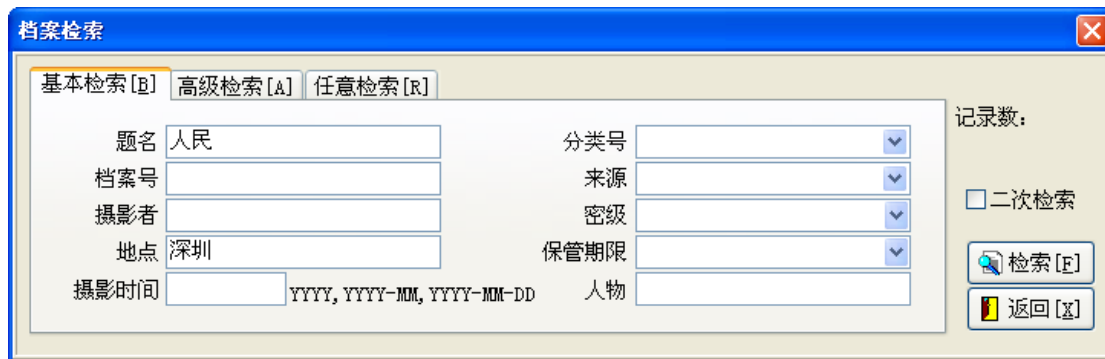 档案检索
基本检索[B] 高级检索[A] 任意检索[R]
记录数:
题名 人民 分类号
档案号 来源
二次检索
摄影者 密级
地点 深圳 保管期限
检索[F]
摄影时间 YYYY,YYYY-MM,YYYY-MM-DD 人物
返回[X]